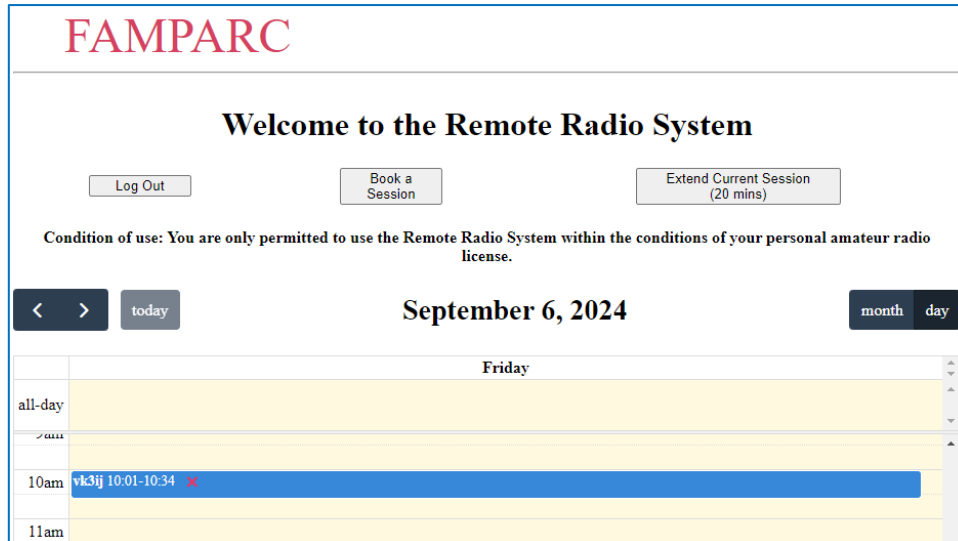 FAMPARC
Welcome to the Remote Radio System
Log Out
Book a
Session
Extend Current Session
(20 mins)
Condition of use: You are only permitted to use the Remote Radio System within the conditions of your personal amateur radio
license.
today
September 6, 2024
month day
Friday
all-day
9am
10am vk3ij 10:01-10:34
11am